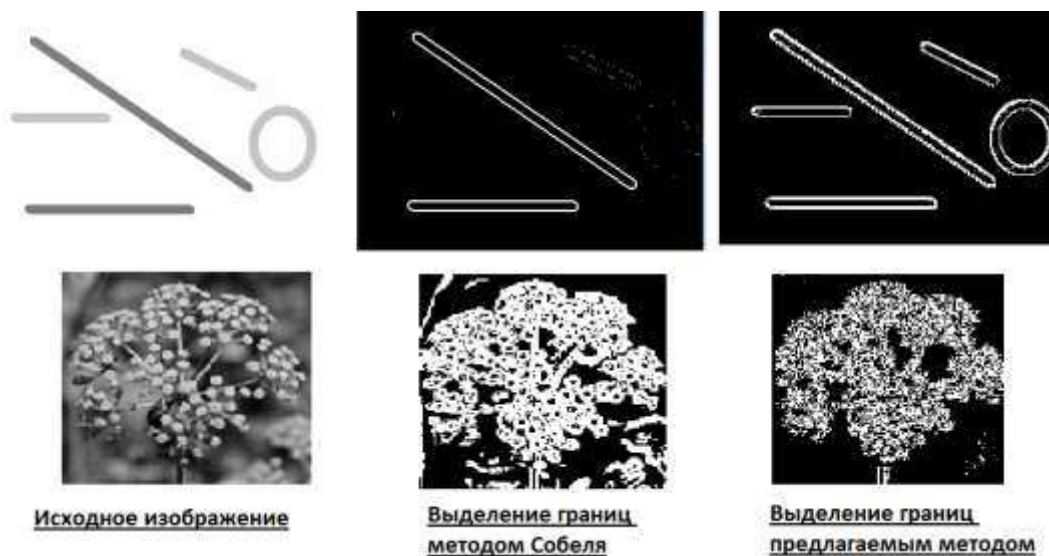 Исходное изображение
Выделение границ
методом Собеля
Выделение границ
предлагаемым методом